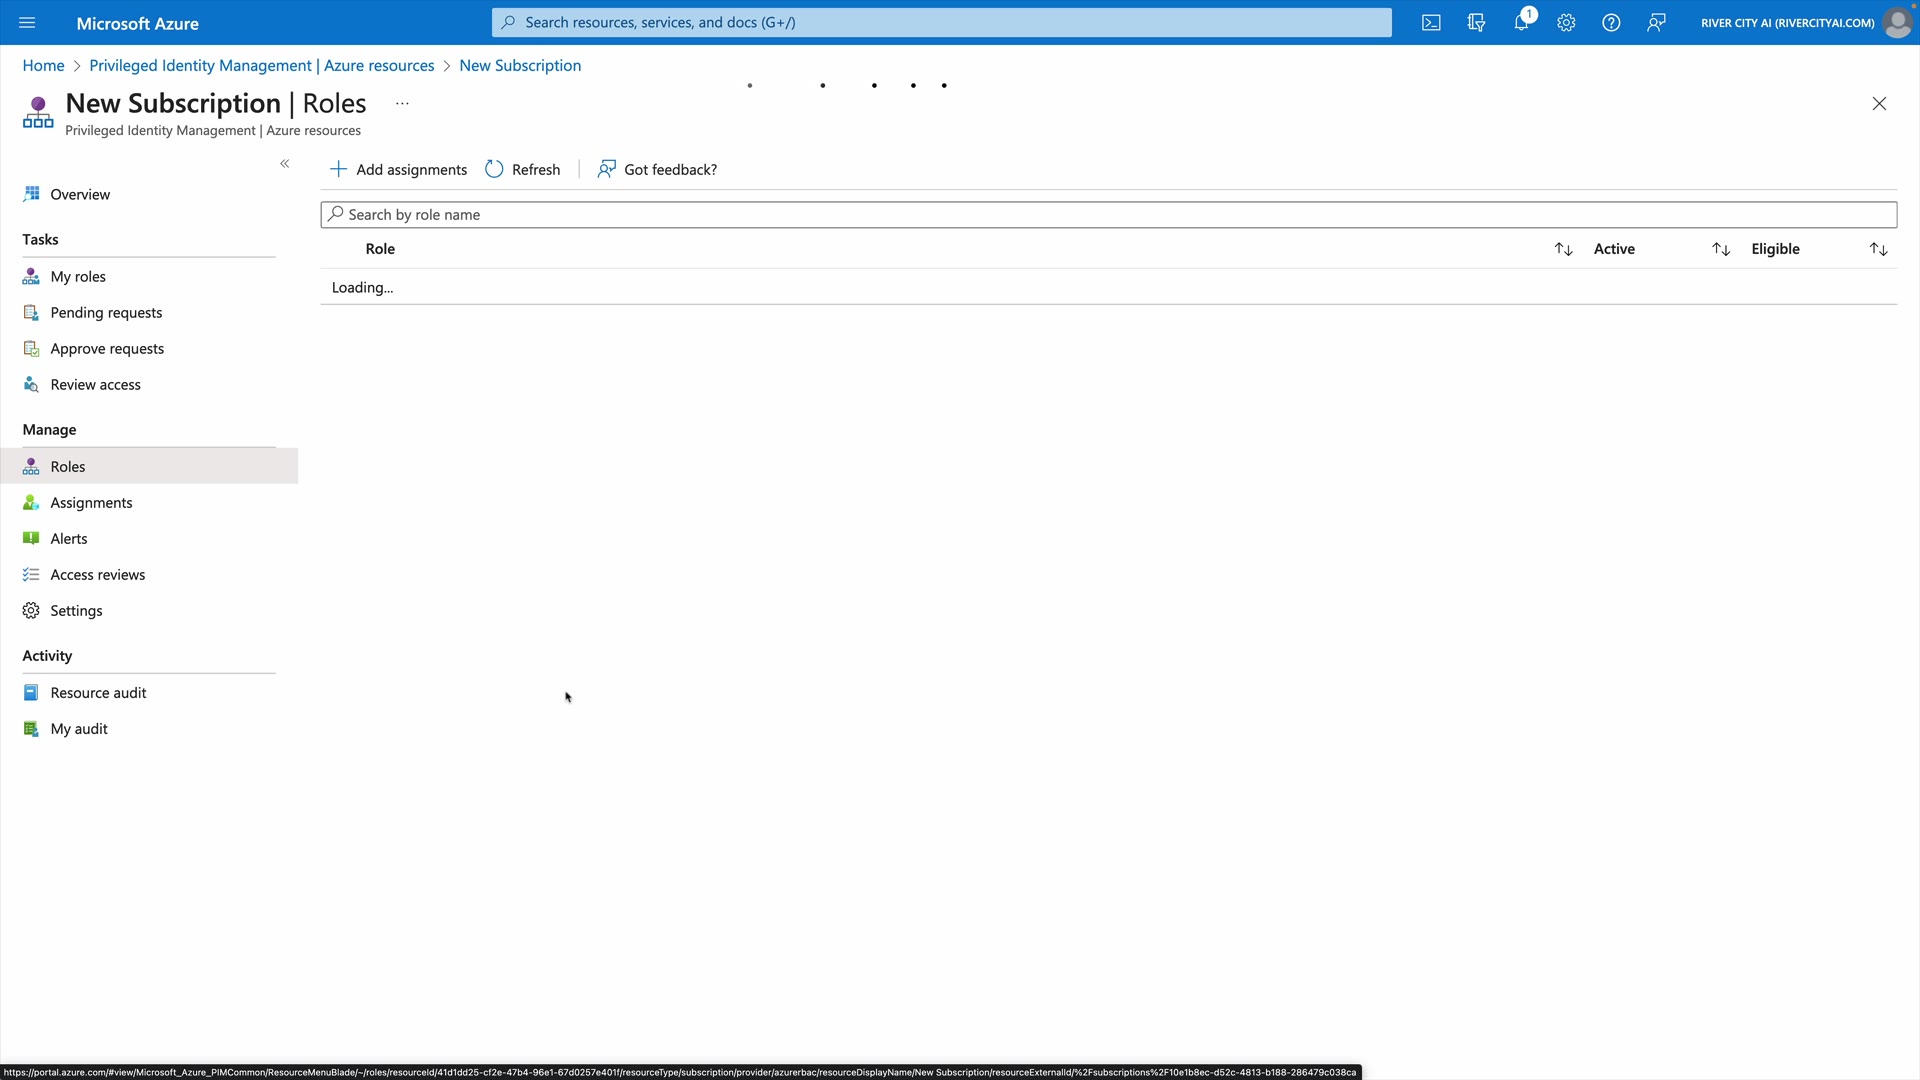 Microsoft Azure
Search resources, services, and docs (G+/)
1
RIVER CITY AI (RIVERCITYAI.COM)
Home > Privileged Identity Management | Azure resources > New Subscription
New Subscription | Roles ...
Privileged Identity Management | Azure resources
Overview
Tasks
My roles
Pending requests
Approve requests
Review access
Manage
Roles
Assignments
Alerts
Access reviews
Settings
Activity
Resource audit
My audit
Add assignments
Refresh
Got feedback?
Search by role name
Role Active Eligible
Loading...
https://portal.azure.com/#view/Microsoft_Azure_PIMCommon/ResourceMenuBlade/~/roles/resourceId/41d1dd25-cf2e-47b4-96e1-67d0257e401f/resourceType/subscription/provider/azurerbac/resourceDisplayName/New Subscription/resourceExternalId/%2Fsubscriptions%2F10e1b8ec-d52c-4813-b188-286479c038ca